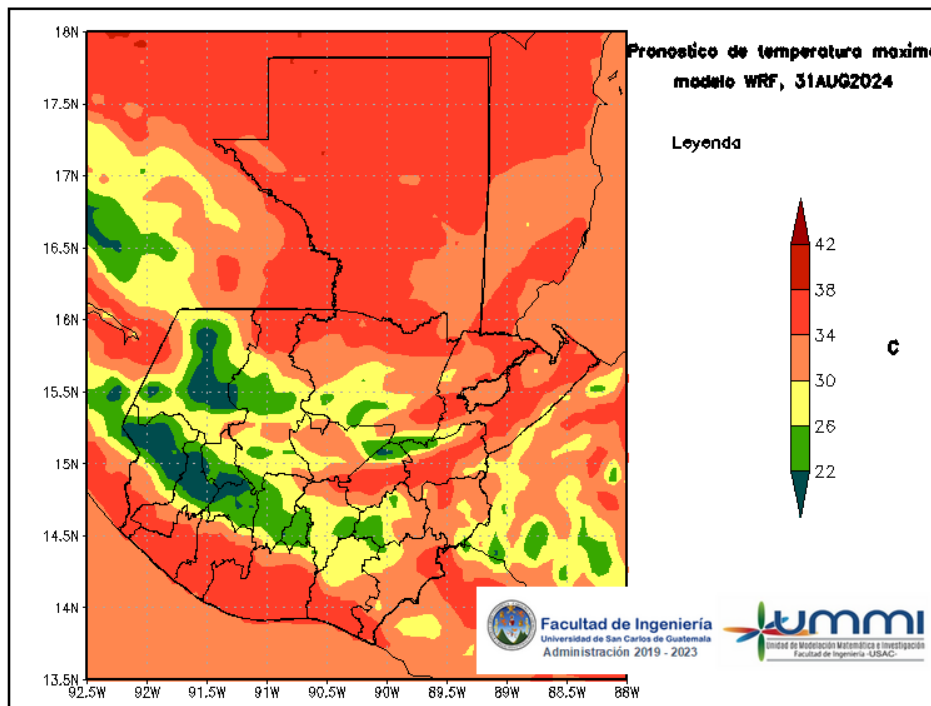 Pronostico de temperatura maxim
modelo WRF, 31AUG2024
Leyenda
42
38
34
30
26
22
C
18N
17.5N
17N
16.5N
16N
15.5N
15N
14.5N
14N
13.5N
92.5W 92W 91.5W 91W 90.5W 90W 89.5W 89W 88.5W 88W
Facultad de Ingeniería
Universidad de San Carlos de Guatemala
Administración 2019 - 2023
ummi
Unidad de Modelación Matemática e Investigación
Facultad de Ingeniería -USAC-